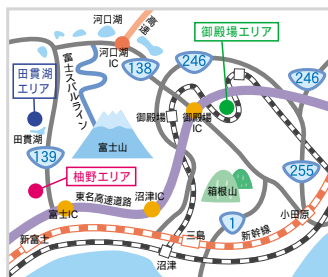 河口湖
高速
御殿場エリア
河口湖
IC
138
246
246
田貫湖
エリア
富士スバルライン
御殿場
御殿場
IC
田貫湖
139
富士山
柚野エリア
箱根山
255
東名高速道路
沼津IC
富士IC
1
小田原
新富士
三島
新幹線
沼津